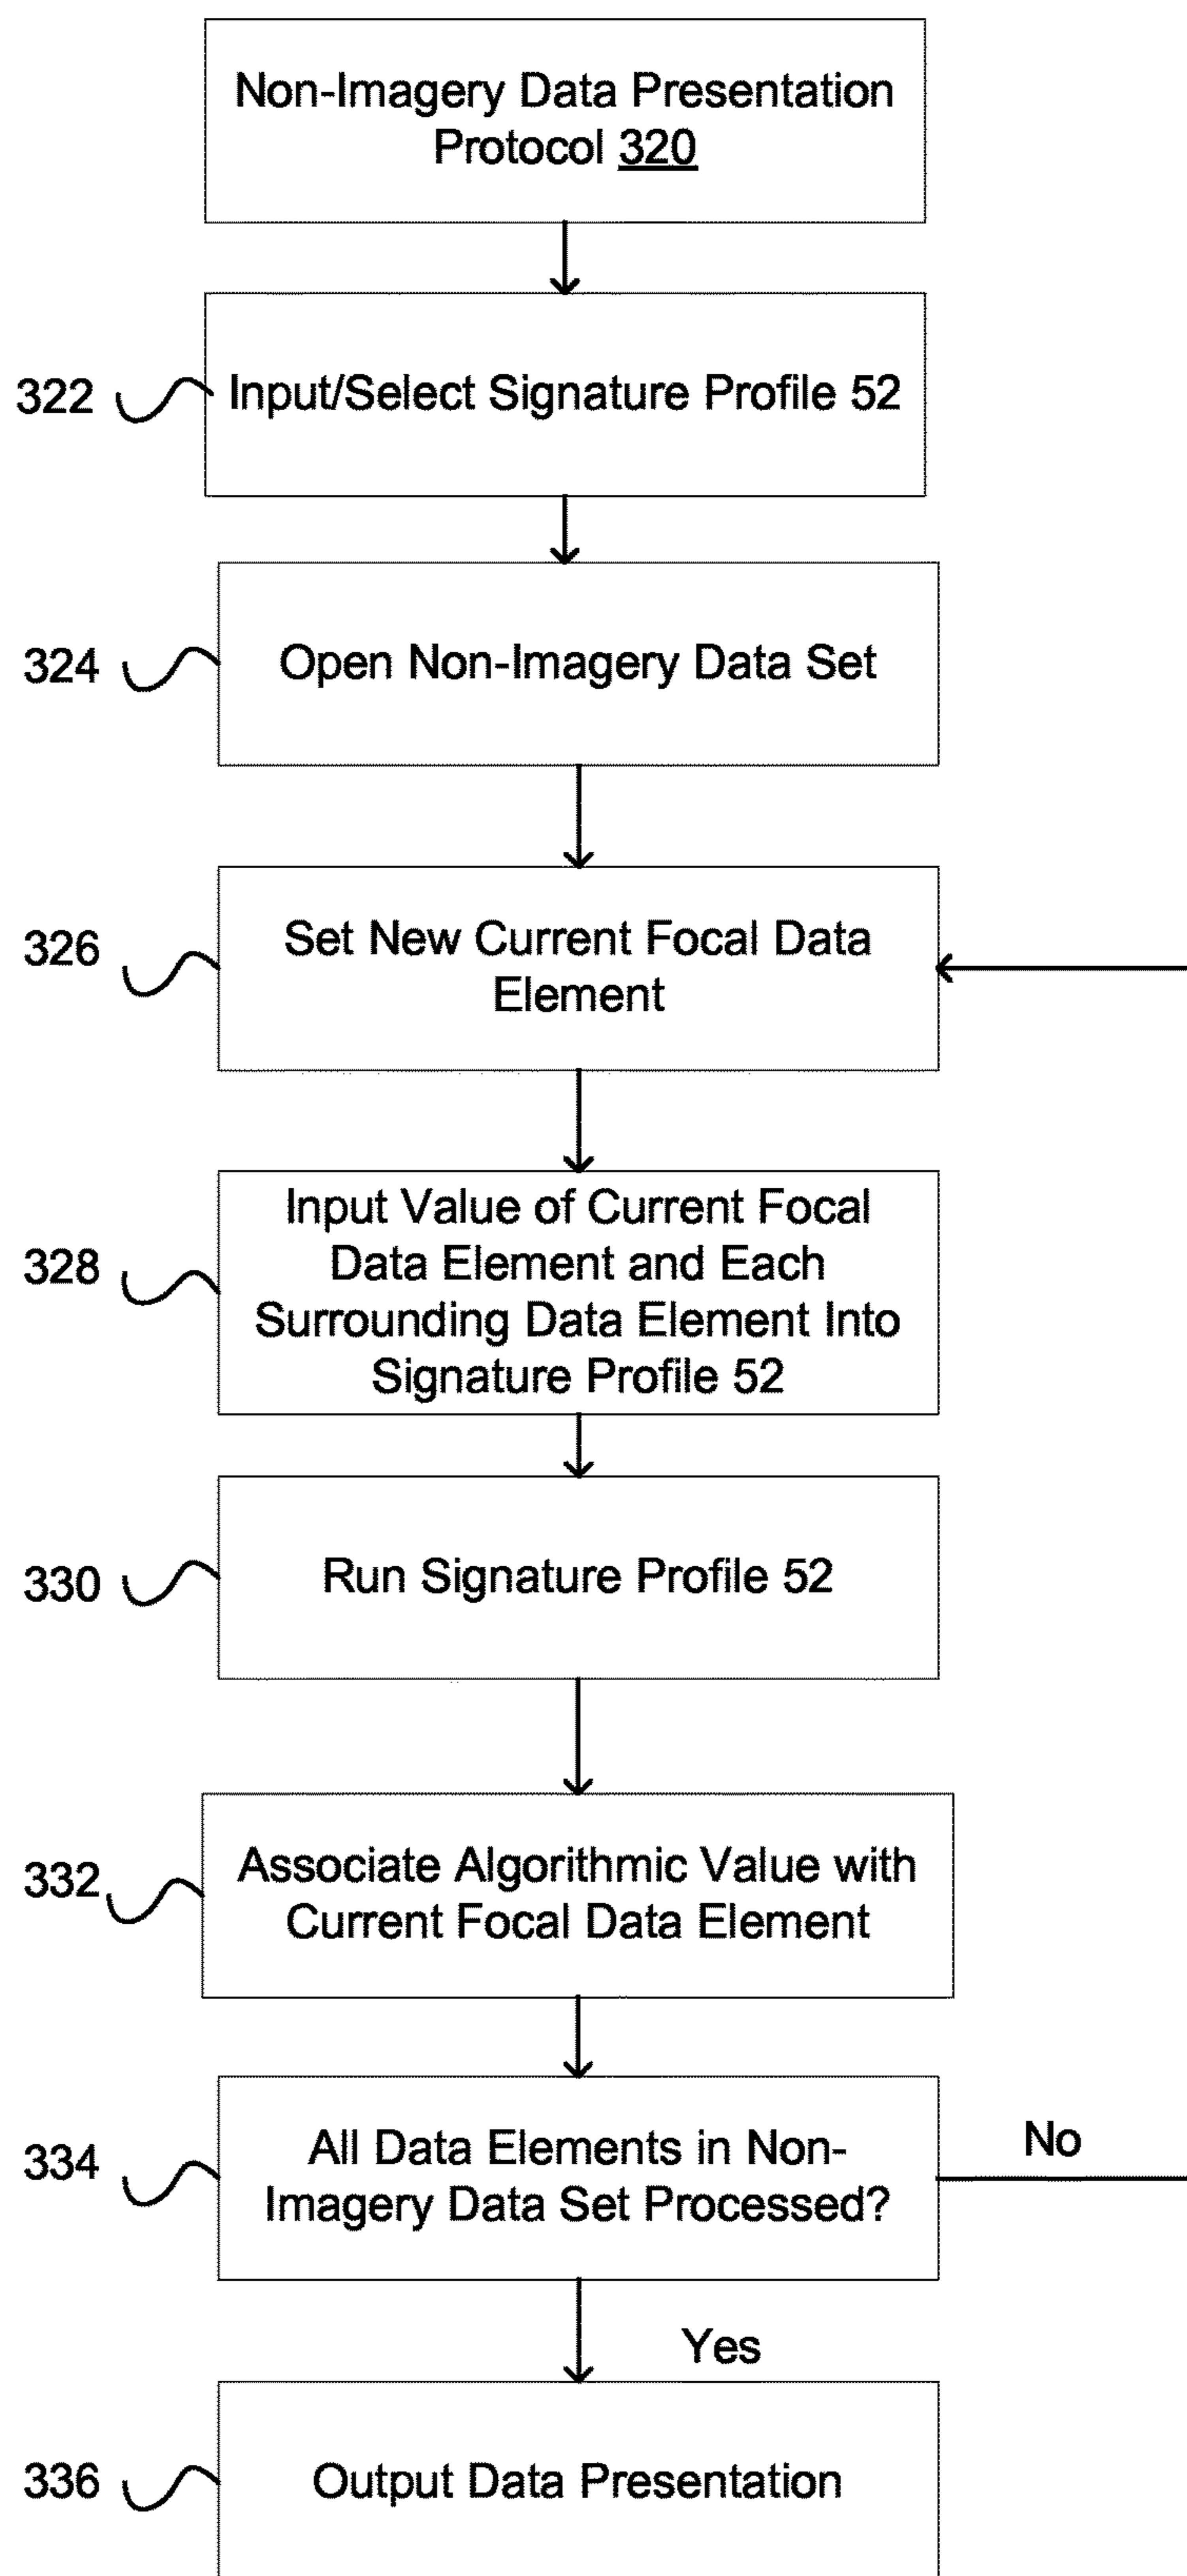 Non-Imagery Data Presentation
Protocol 320
322
Input/Select Signature Profile 52
324
Open Non-Imagery Data Set
326
Set New Current Focal Data
Element
328
Input Value of Current Focal
Data Element and Each
Surrounding Data Element Into
Signature Profile 52
330
Run Signature Profile 52
332
Associate Algorithmic Value with
Current Focal Data Element
334
All Data Elements in Non-
Imagery Data Set Processed?
No
Yes
336
Output Data Presentation